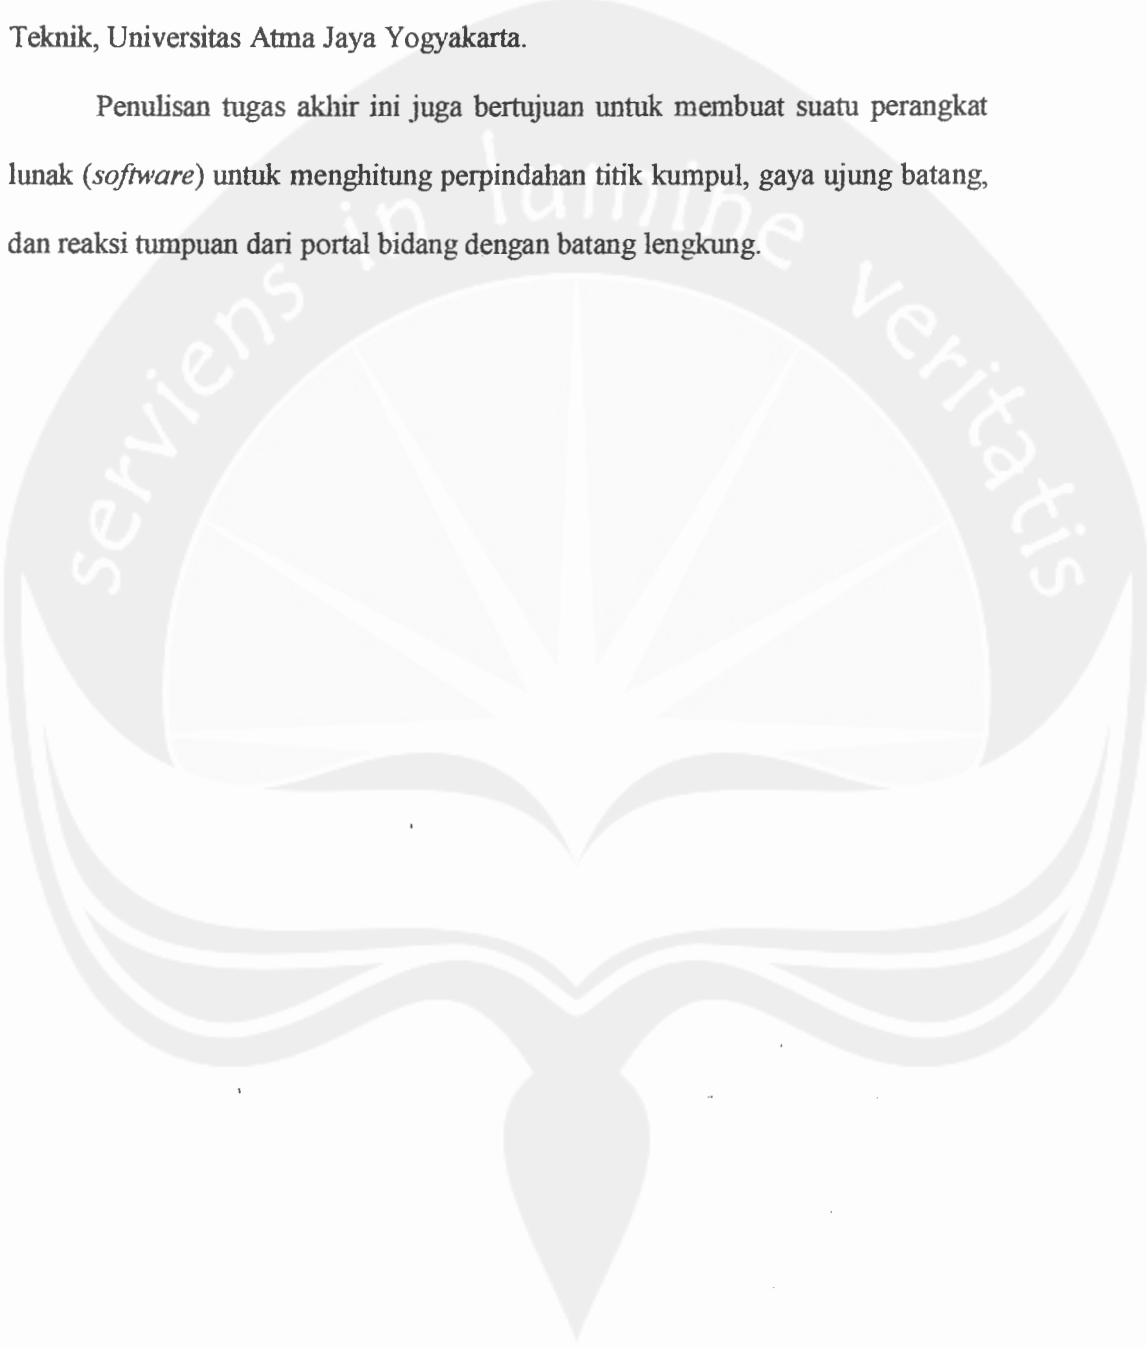 Teknik, Universitas Atma Jaya Yogyakarta.
Penulisan tugas akhir ini juga bertujuan untuk membuat suatu perangkat
lunak (software) untuk menghitung perpindahan titik kumpul, gaya ujung batang,
dan reaksi tumpuan dari portal bidang dengan batang lengkung.
serviens in lumine veritatis